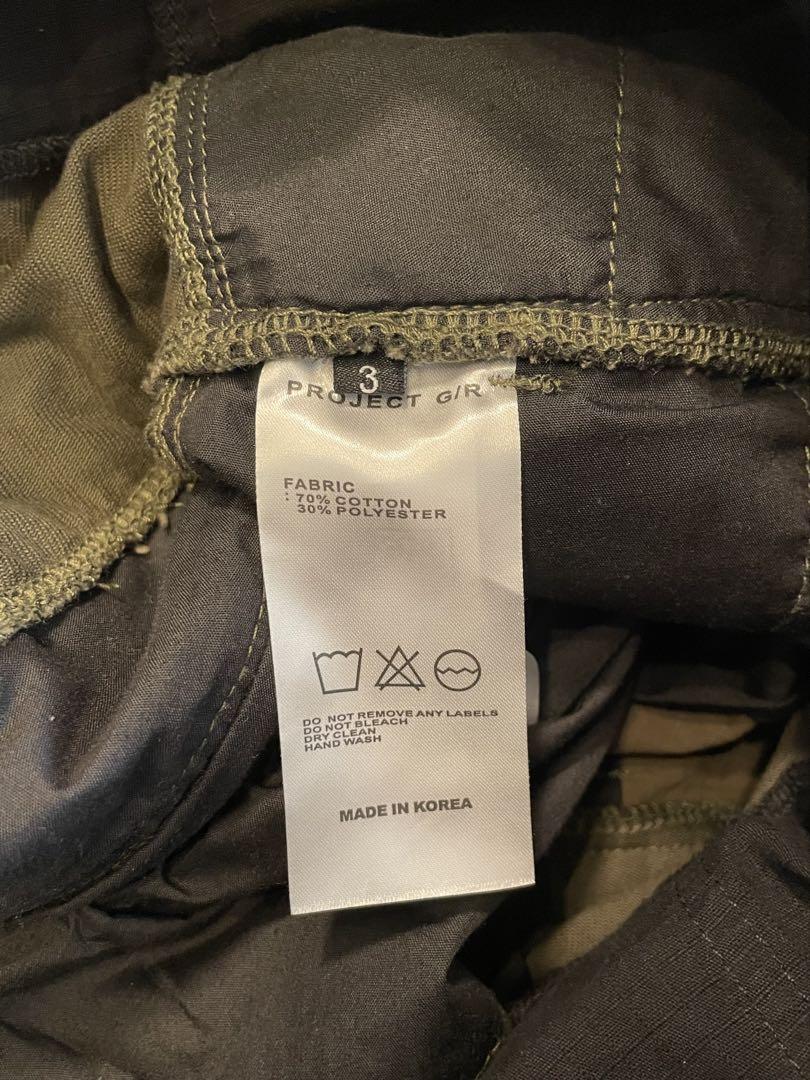 3
PROJECT G/R
FABRIC
: 70% COTTON
30% POLYESTER
DO NOT REMOVE ANY LABELS
DO NOT BLEACH
DRY CLEAN
HAND WASH
MADE IN KOREA